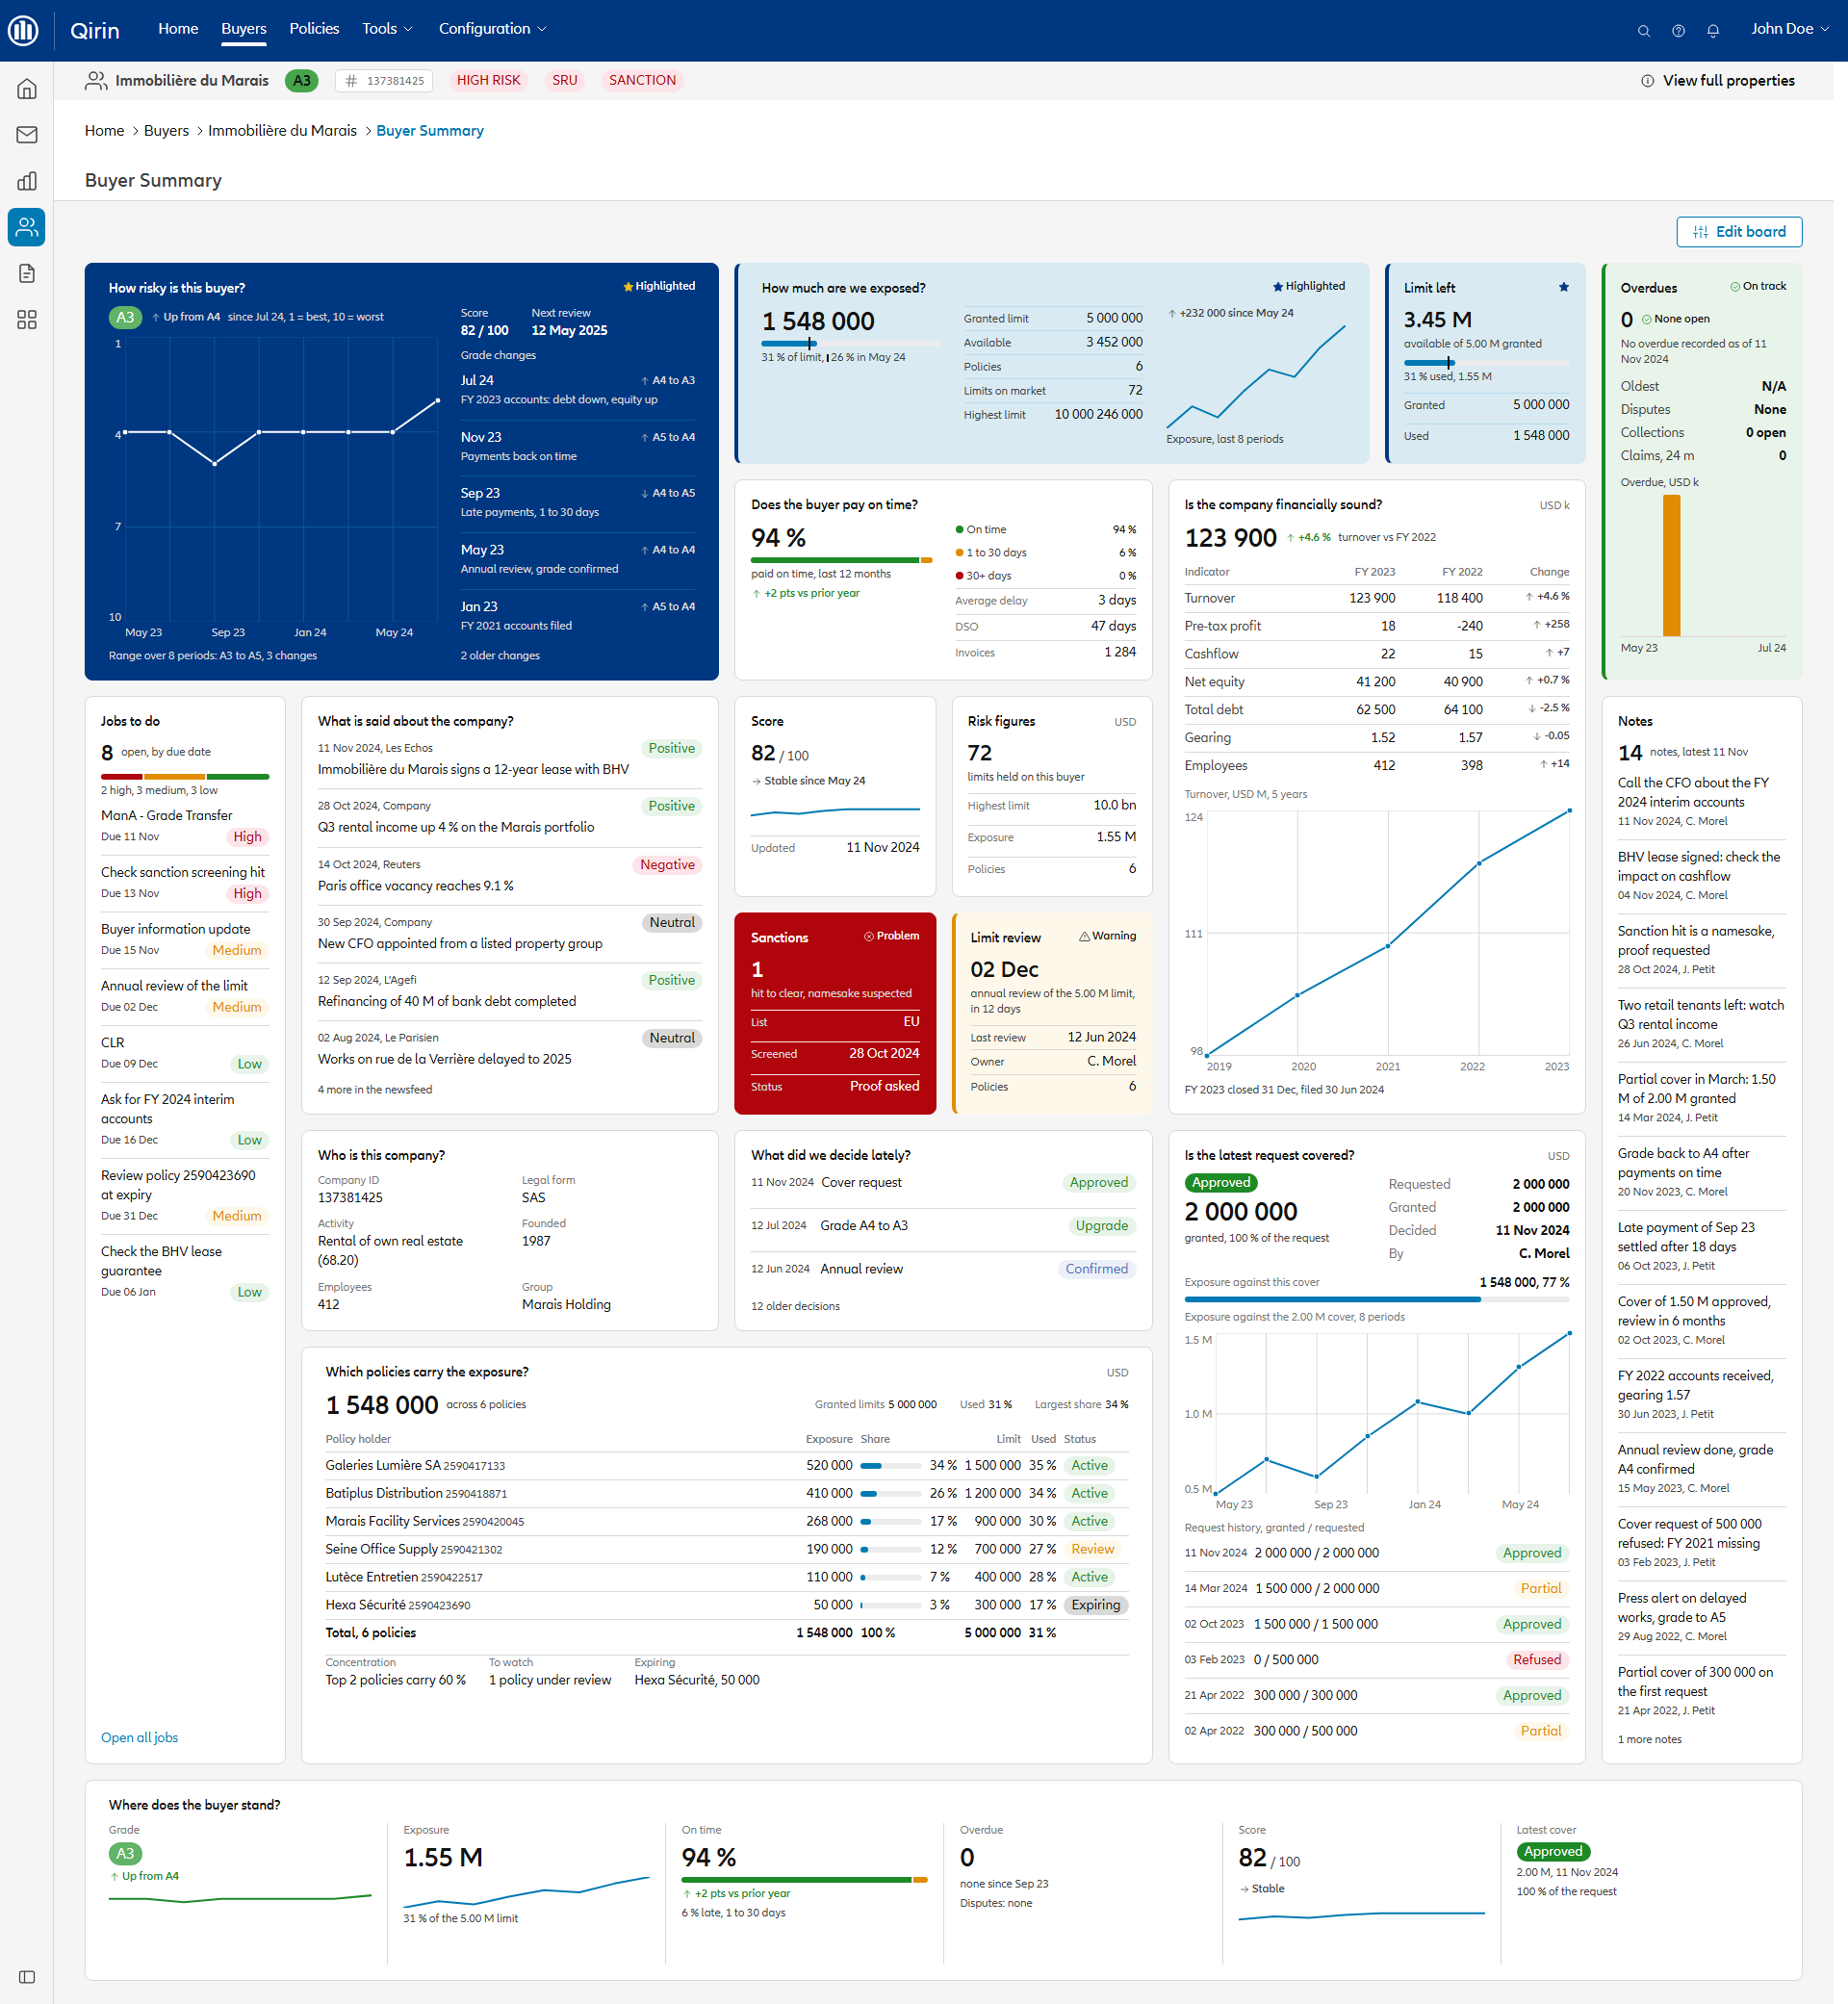 Qirin
Home Buyers Policies Tools Configuration
John Doe
Immobilière du Marais A3 # 137381425 HIGH RISK SRU SANCTION
View full properties
Home > Buyers > Immobilière du Marais > Buyer Summary
Buyer Summary
Edit board
How risky is this buyer?
Highlighted
A3 ↑ Up from A4 since Jul 24, 1 = best, 10 = worst
1
4
7
10
May 23 Sep 23 Jan 24 May 24
Range over 8 periods: A3 to A5, 3 changes
Score Next review
82 / 100 12 May 2025
Grade changes
Jul 24 ↑ A4 to A3
FY 2023 accounts: debt down, equity up
Nov 23 ↑ A5 to A4
Payments back on time
Sep 23 ↓ A4 to A5
Late payments, 1 to 30 days
May 23 ↑ A4 to A4
Annual review, grade confirmed
Jan 23 ↑ A5 to A4
FY 2021 accounts filed
2 older changes
How much are we exposed?
Highlighted
1 548 000
31 % of limit, 26 % in May 24
Granted limit 5 000 000
Available 3 452 000
Policies 6
Limits on market 72
Highest limit 10 000 246 000
↑ +232 000 since May 24
Exposure, last 8 periods
Limit left
3.45 M
available of 5.00 M granted
31 % used, 1.55 M
Granted 5 000 000
Used 1 548 000
Overdues On track
0 None open
No overdue recorded as of 11
Nov 2024
Oldest N/A
Disputes None
Collections 0 open
Claims, 24 m 0
Overdue, USD k
May 23 Jul 24
Does the buyer pay on time?
94 %
paid on time, last 12 months
↑ +2 pts vs prior year
On time 94 %
1 to 30 days 6 %
30+ days 0 %
Average delay 3 days
DSO 47 days
Invoices 1 284
Is the company financially sound? USD k
123 900 ↑ +4.6 % turnover vs FY 2022
Indicator FY 2023 FY 2022 Change
Turnover 123 900 118 400 ↑ +4.6 %
Pre-tax profit 18 -240 ↑ +258
Cashflow 22 15 ↑ +7
Net equity 41 200 40 900 ↑ +0.7 %
Total debt 62 500 64 100 ↓ -2.5 %
Gearing 1.52 1.57 ↓ -0.05
Employees 412 398 ↑ +14
Turnover, USD M, 5 years
124
111
98
2019 2020 2021 2022 2023
FY 2023 closed 31 Dec, filed 30 Jun 2024
Jobs to do
8 open, by due date
2 high, 3 medium, 3 low
ManA - Grade Transfer
Due 11 Nov High
Check sanction screening hit
Due 13 Nov High
Buyer information update
Due 15 Nov Medium
Annual review of the limit
Due 02 Dec Medium
CLR
Due 09 Dec Low
Ask for FY 2024 interim
accounts
Due 16 Dec Low
Review policy 2590423690
at expiry
Due 31 Dec Medium
Check the BHV lease
guarantee
Due 06 Jan Low
Open all jobs
What is said about the company?
11 Nov 2024, Les Echos Positive
Immobilière du Marais signs a 12-year lease with BHV
28 Oct 2024, Company Positive
Q3 rental income up 4 % on the Marais portfolio
14 Oct 2024, Reuters Negative
Paris office vacancy reaches 9.1 %
30 Sep 2024, Company Neutral
New CFO appointed from a listed property group
12 Sep 2024, L'Agefi Positive
Refinancing of 40 M of bank debt completed
02 Aug 2024, Le Parisien Neutral
Works on rue de la Verrière delayed to 2025
4 more in the newsfeed
Score
82 / 100
→ Stable since May 24
Updated 11 Nov 2024
Risk figures USD
72
limits held on this buyer
Highest limit 10.0 bn
Exposure 1.55 M
Policies 6
Sanctions Problem
1
hit to clear, namesake suspected
List EU
Screened 28 Oct 2024
Status Proof asked
Limit review Warning
02 Dec
annual review of the 5.00 M limit,
in 12 days
Last review 12 Jun 2024
Owner C. Morel
Policies 6
Notes
14 notes, latest 11 Nov
Call the CFO about the FY
2024 interim accounts
11 Nov 2024, C. Morel
BHV lease signed: check the
impact on cashflow
04 Nov 2024, C. Morel
Sanction hit is a namesake,
proof requested
28 Oct 2024, J. Petit
Two retail tenants left: watch
Q3 rental income
26 Jun 2024, C. Morel
Partial cover in March: 1.50
M of 2.00 M granted
14 Mar 2024, J. Petit
Grade back to A4 after
payments on time
20 Nov 2023, C. Morel
Late payment of Sep 23
settled after 18 days
06 Oct 2023, J. Petit
Cover of 1.50 M approved,
review in 6 months
02 Oct 2023, C. Morel
FY 2022 accounts received,
gearing 1.57
30 Jun 2023, J. Petit
Annual review done, grade
A4 confirmed
15 May 2023, C. Morel
Cover request of 500 000
refused: FY 2021 missing
03 Feb 2023, J. Petit
Press alert on delayed
works, grade to A5
29 Aug 2022, C. Morel
Partial cover of 300 000 on
the first request
21 Apr 2022, J. Petit
1 more notes
Who is this company?
Company ID Legal form
137381425 SAS
Activity Founded
Rental of own real estate 1987
(68.20)
Employees Group
412 Marais Holding
What did we decide lately?
11 Nov 2024 Cover request Approved
12 Jul 2024 Grade A4 to A3 Upgrade
12 Jun 2024 Annual review Confirmed
12 older decisions
Is the latest request covered? USD
Approved
2 000 000
granted, 100 % of the request
Requested 2 000 000
Granted 2 000 000
Decided 11 Nov 2024
By C. Morel
Exposure against this cover 1 548 000, 77 %
Exposure against the 2.00 M cover, 8 periods
1.5 M
1.0 M
0.5 M
May 23 Sep 23 Jan 24 May 24
Request history, granted / requested
11 Nov 2024 2 000 000 / 2 000 000 Approved
14 Mar 2024 1 500 000 / 2 000 000 Partial
02 Oct 2023 1 500 000 / 1 500 000 Approved
03 Feb 2023 0 / 500 000 Refused
21 Apr 2022 300 000 / 300 000 Approved
02 Apr 2022 300 000 / 500 000 Partial
Which policies carry the exposure? USD
1 548 000 across 6 policies
Granted limits 5 000 000 Used 31 % Largest share 34 %
Policy holder Exposure Share Limit Used Status
Galeries Lumière SA 2590417133 520 000 34 % 1 500 000 35 % Active
Batiplus Distribution 2590418871 410 000 26 % 1 200 000 34 % Active
Marais Facility Services 2590420045 268 000 17 % 900 000 30 % Active
Seine Office Supply 2590421302 190 000 12 % 700 000 27 % Review
Lutèce Entretien 2590422517 110 000 7 % 400 000 28 % Active
Hexa Sécurité 2590423690 50 000 3 % 300 000 17 % Expiring
Total, 6 policies 1 548 000 100 % 5 000 000 31 %
Concentration To watch Expiring
Top 2 policies carry 60 % 1 policy under review Hexa Sécurité, 50 000
Where does the buyer stand?
Grade
A3
↑ Up from A4
Exposure
1.55 M
31 % of the 5.00 M limit
On time
94 %
↑ +2 pts vs prior year
6 % late, 1 to 30 days
Overdue
0
none since Sep 23
Disputes: none
Score
82 / 100
→ Stable
Latest cover
Approved
2.00 M, 11 Nov 2024
100 % of the request